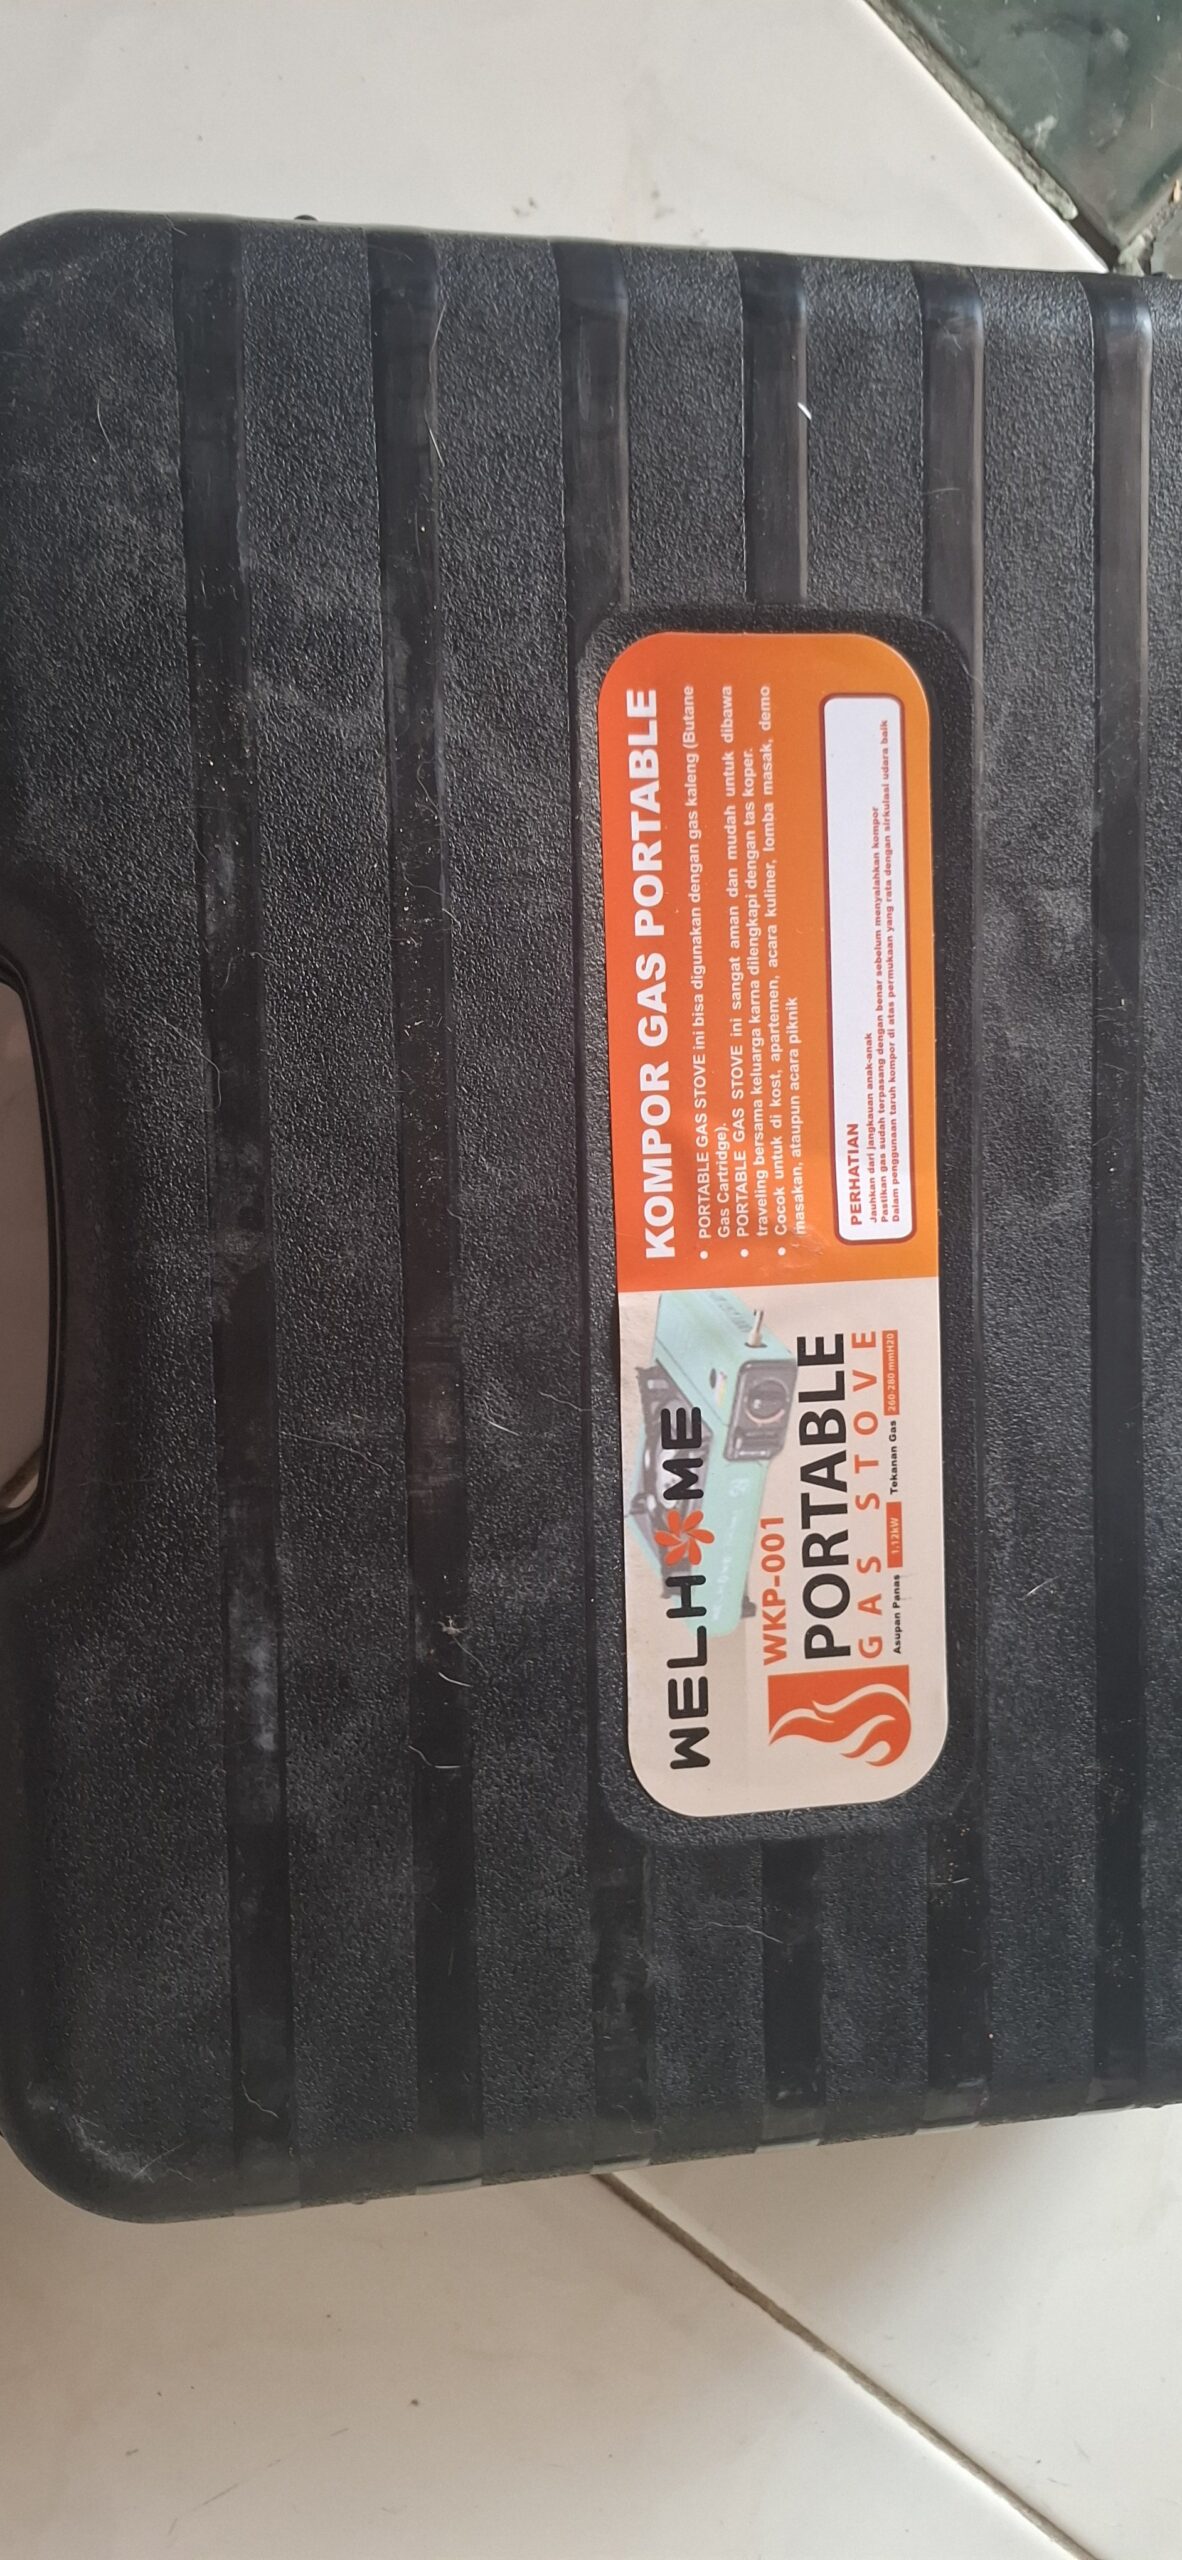 WELHOME
WKP-001
PORTABLE
GAS STOVE
Asupan Panas 1,12kW Tekanan Gas 260-280 mmH20
KOMPOR GAS PORTABLE
• PORTABLE GAS STOVE ini bisa digunakan dengan gas kaleng (Butane
Gas Cartridge).
• PORTABLE GAS STOVE ini sangat aman dan mudah untuk dibawa
traveling bersama keluarga karna dilengkapi dengan tas koper.
• Cocok untuk di kost, apartemen, acara kuliner, lomba masak, demo
masakan, ataupun acara piknik
PERHATIAN
Jauhkan dari jangkauan anak-anak
Pastikan gas sudah terpasang dengan benar sebelum menyalahkan kompor
Dalam penggunaan taruh kompor di atas permukaan yang rata dengan sirkulasi udara baik